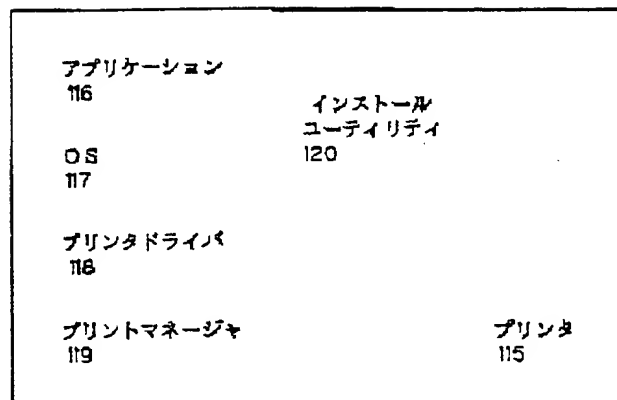 アプリケーション
116
インストール
ユーティリティ
120
OS
117
プリンタドライバ
118
プリントマネージャ
119
プリンタ
115